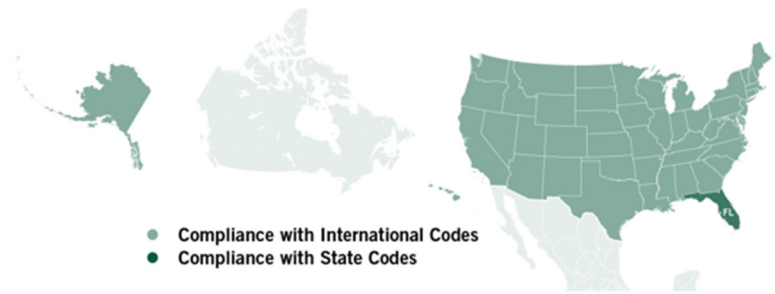 FL
Compliance with International Codes
Compliance with State Codes